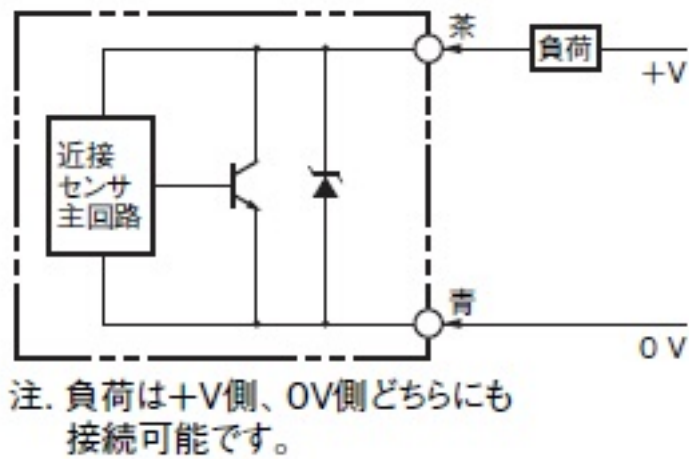 茶
負荷
+V
近接
センサ
主回路
青
0 V
注. 負荷は+V側、0V側どちらにも
接続可能です。